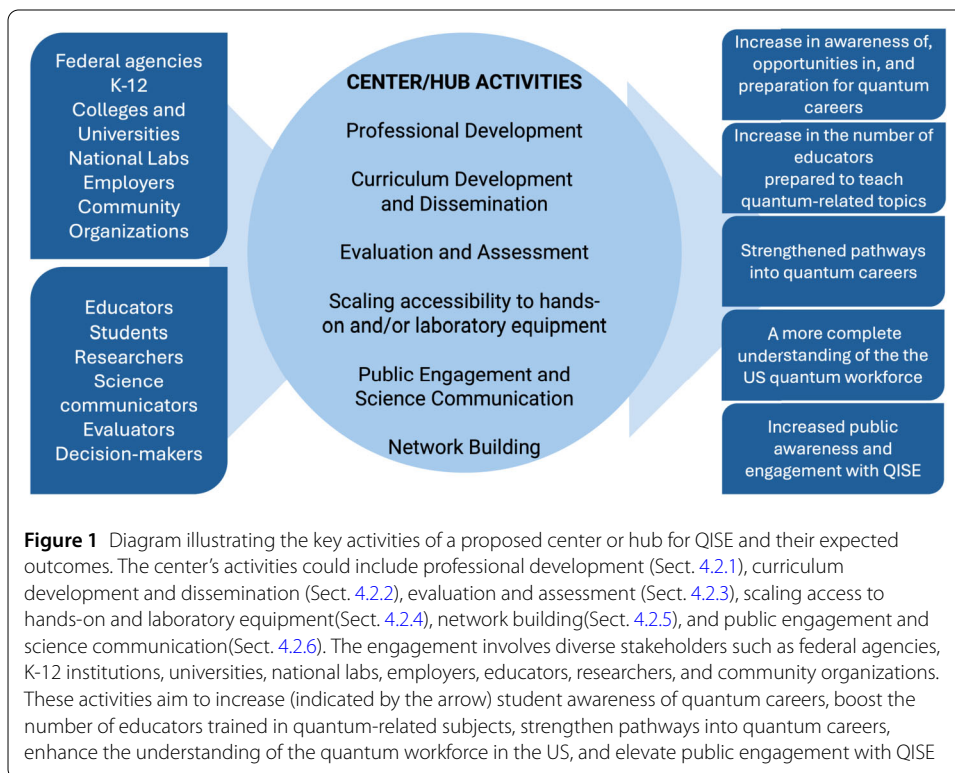 Federal agencies
K-12
Colleges and
Universities
National Labs
Employers
Community
Organizations
Educators
Students
Researchers
Science
communicators
Evaluators
Decision-makers
CENTER/HUB ACTIVITIES
Professional Development
Curriculum Development
and Dissemination
Evaluation and Assessment
Scaling accessibility to hands-
on and/or laboratory equipment
Public Engagement and
Science Communication
Network Building
Increase in awareness of,
opportunities in, and
preparation for quantum
careers
Increase in the number of
educators
prepared to teach
quantum-related topics
Strengthened pathways
into quantum careers
A more complete
understanding of the the
US quantum workforce
Increased public
awareness and
engagement with QISE
Figure 1 Diagram illustrating the key activities of a proposed center or hub for QISE and their expected
outcomes. The center's activities could include professional development (Sect. 4.2.1), curriculum
development and dissemination (Sect. 4.2.2), evaluation and assessment (Sect. 4.2.3), scaling access to
hands-on and laboratory equipment(Sect. 4.2.4), network building(Sect. 4.2.5), and public engagement and
science communication(Sect. 4.2.6). The engagement involves diverse stakeholders such as federal agencies,
K-12 institutions, universities, national labs, employers, educators, researchers, and community organizations.
These activities aim to increase (indicated by the arrow) student awareness of quantum careers, boost the
number of educators trained in quantum-related subjects, strengthen pathways into quantum careers,
enhance the understanding of the quantum workforce in the US, and elevate public engagement with QISE